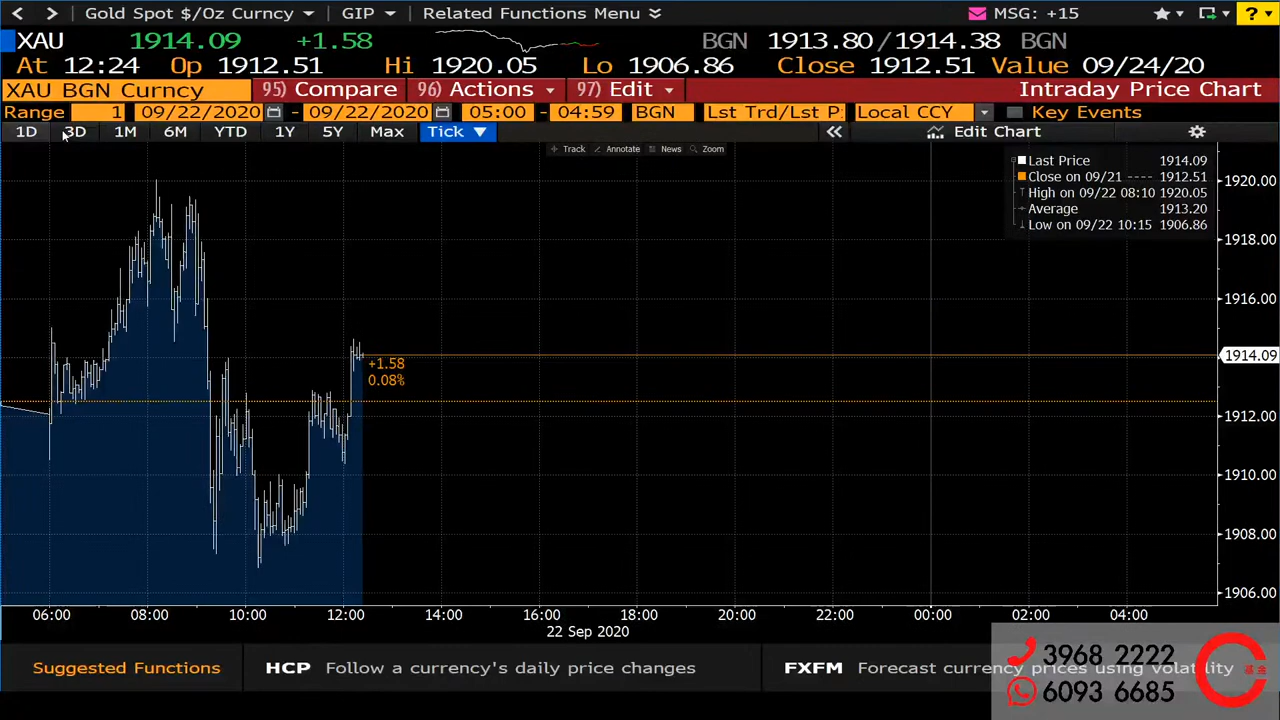 Gold Spot $/Oz Curncy GIP Related Functions Menu MSG: +15 ?
XAU 1914.09 +1.58 BGN 1913.80/1914.38 BGN
At 12:24 Op 1912.51 Hi 1920.05 Lo 1906.86 Close 1912.51 Value 09/24/20
XAU BGN Curncy 95) Compare 96) Actions 97) Edit Intraday Price Chart
Range 1 09/22/2020 - 09/22/2020 05:00 - 04:59 BGN Lst Trd/Lst P Local CCY Key Events
1D 3D 1M 6M YTD 1Y 5Y Max Tick Edit Chart
Track Annotate News Zoom
Last Price 1914.09
Close on 09/21 ---- 1912.51
High on 09/22 08:10 1920.05
Average 1913.20
Low on 09/22 10:15 1906.86
1920.00
1918.00
1916.00
1914.09
+1.58
0.08%
1912.00
1910.00
1908.00
1906.00
06:00 08:00 10:00 12:00 14:00 16:00 18:00 20:00 22:00 00:00 02:00 04:00
22 Sep 2020
Suggested Functions HCP Follow a currency's daily price changes FXFM Forecast currency prices using volatility
3968 2222
6093 6685